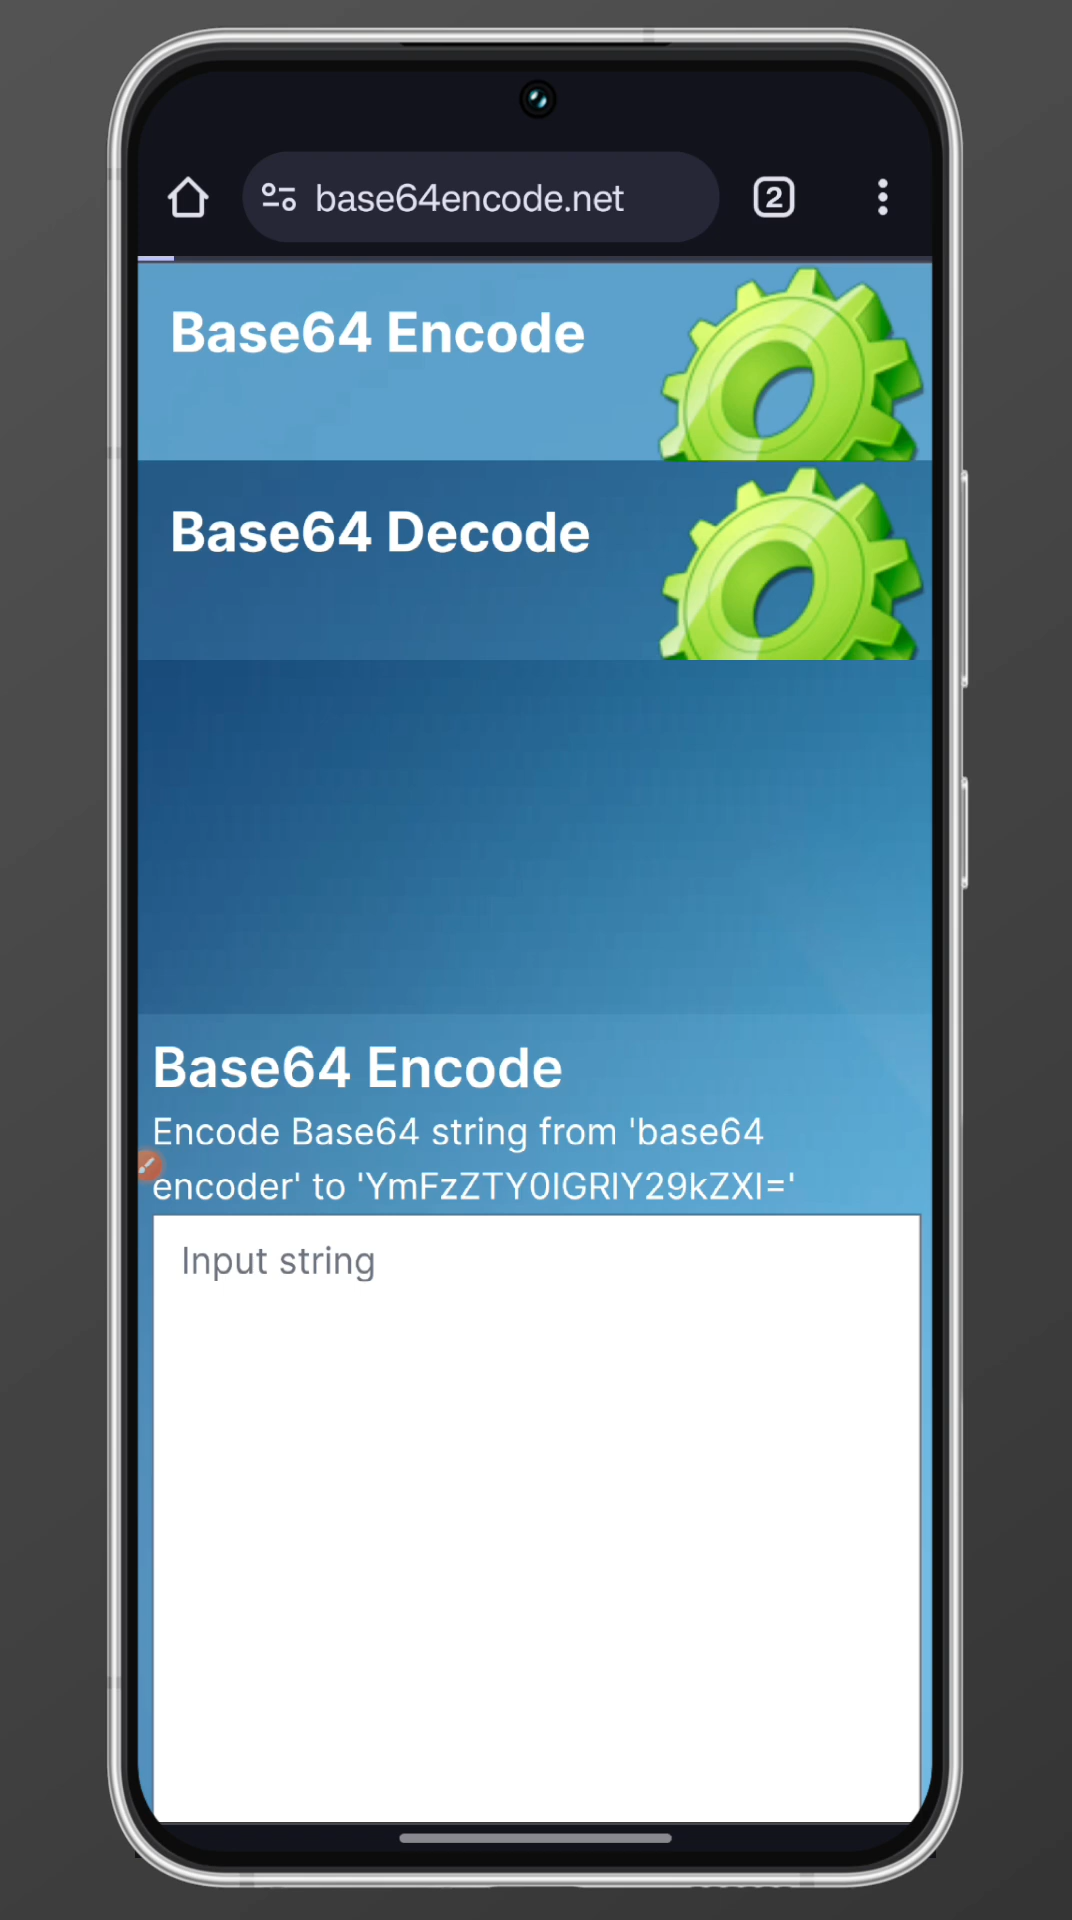 base64encode.net
2
Base64 Encode
Base64 Decode
Base64 Encode
Encode Base64 string from 'base64
encoder' to 'YmFzZTY0IGRlY29kZXI='
Input string